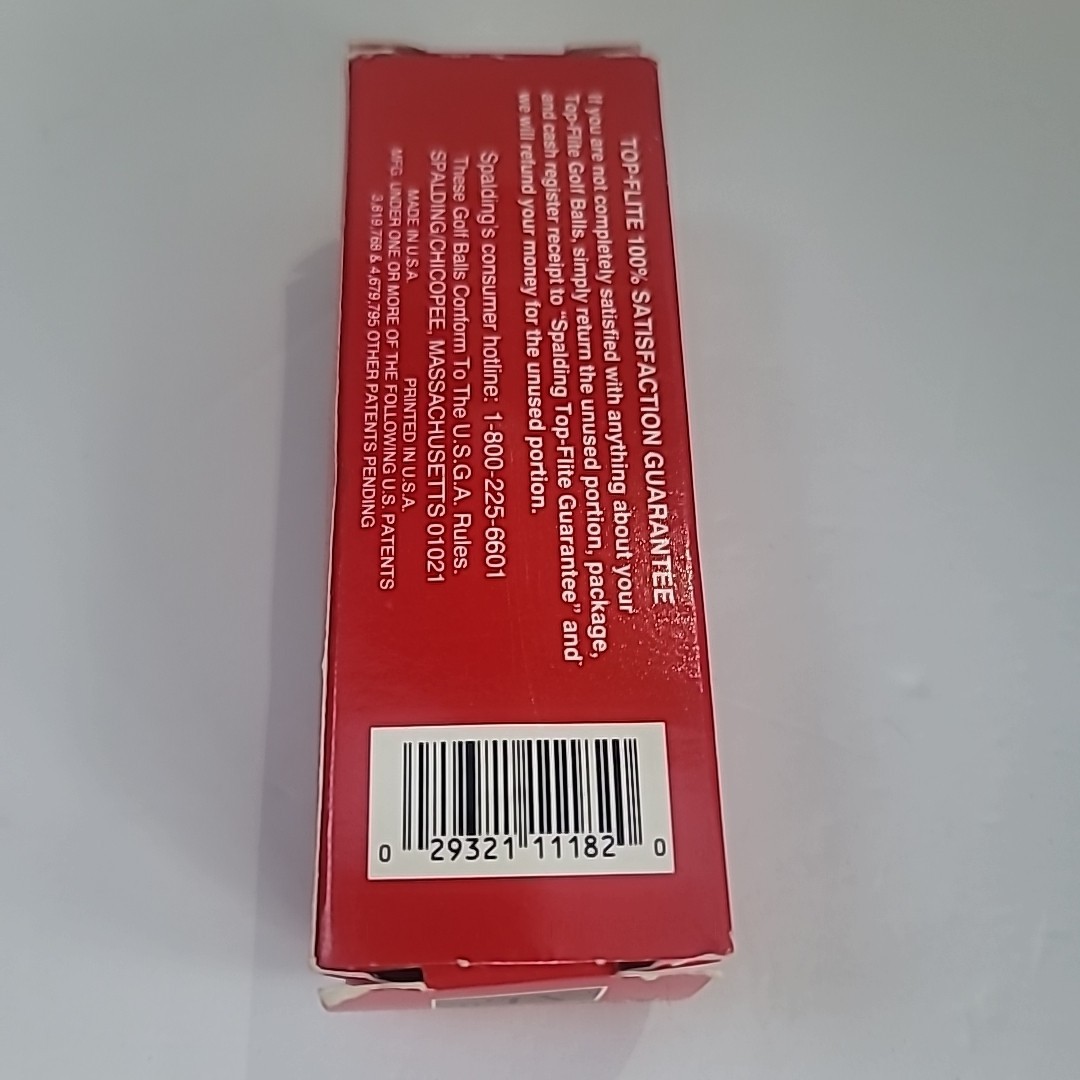 TOP-FLITE 100% SATISFACTION GUARANTEE
If you are not completely satisfied with anything about your
Top-Flite Golf Balls, simply return the unused portion, package,
and cash register receipt to "Spalding Top-Flite Guarantee" and
we will refund your money for the unused portion.
Spalding's consumer hotline: 1-800-225-6601
These Golf Balls Conform To The U.S.G.A. Rules.
SPALDING/CHICOPEE, MASSACHUSETTS 01021
MADE IN U.S.A. PRINTED IN U.S.A.
MFG. UNDER ONE OR MORE OF THE FOLLOWING U.S. PATENTS
3,619,768 & 4,679,795 OTHER PATENTS PENDING
0 29321 11182 0